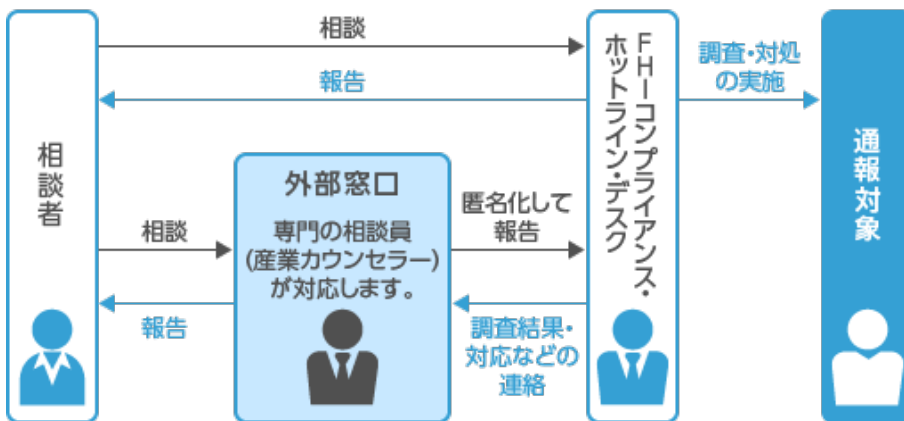 相談者
相談
報告
相談
報告
外部窓口
専門の相談員
(産業カウンセラー)
が対応します。
匿名化して
報告
調査結果・
対応などの
連絡
FHーコンプライアンス・
ホットライン・デスク
調査・対処
の実施
通報対象